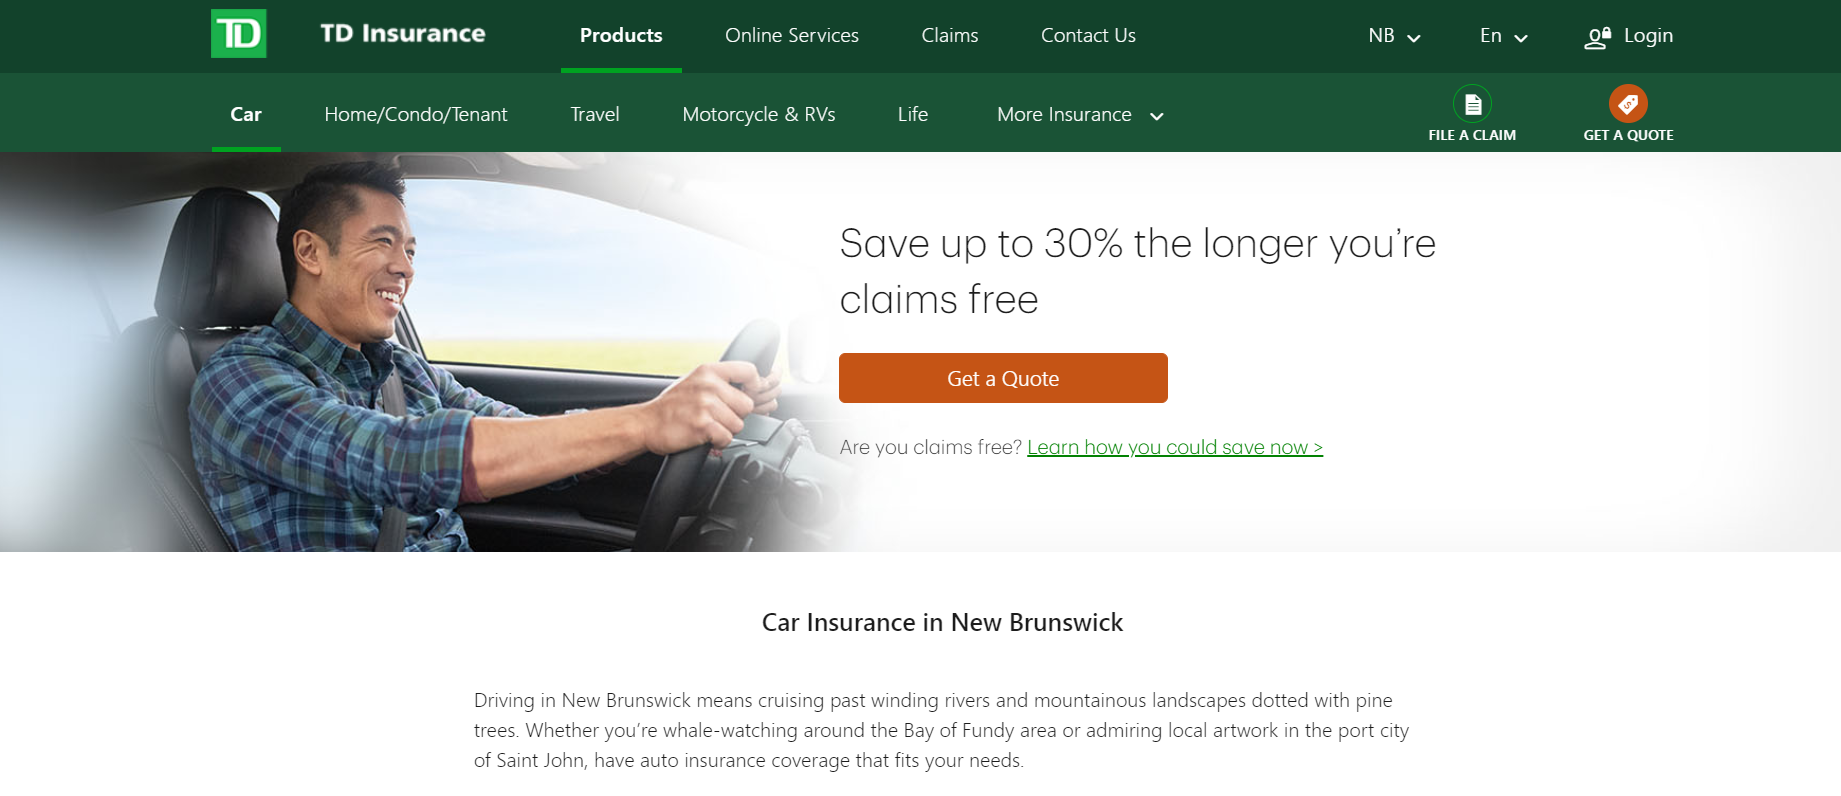 TD
TD Insurance
Products
Online Services
Claims
Contact Us
NB
En
Login
Car
Home/Condo/Tenant
Travel
Motorcycle & RVs
Life
More Insurance
FILE A CLAIM
GET A QUOTE
Save up to 30% the longer you’re
claims free
Get a Quote
Are you claims free? Learn how you could save now >
Car Insurance in New Brunswick
Driving in New Brunswick means cruising past winding rivers and mountainous landscapes dotted with pine
trees. Whether you’re whale-watching around the Bay of Fundy area or admiring local artwork in the port city
of Saint John, have auto insurance coverage that fits your needs.